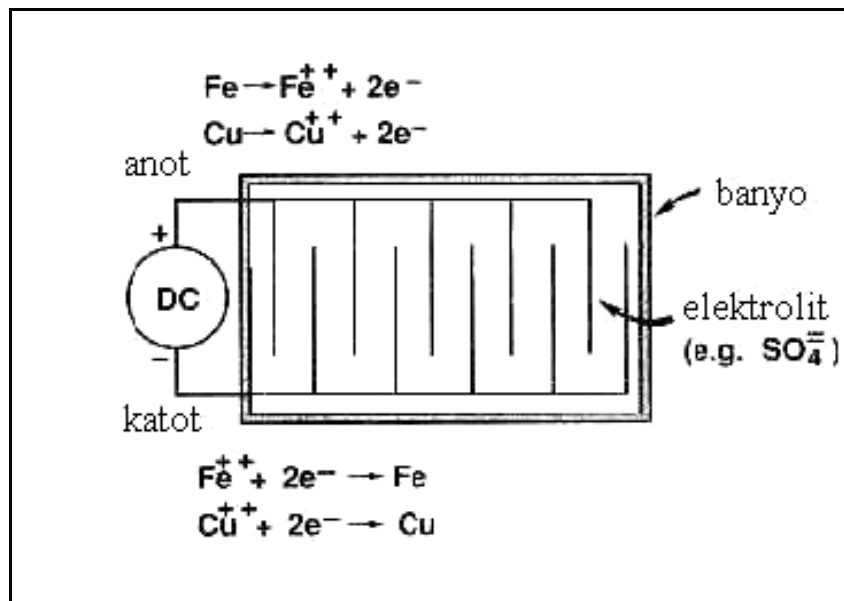 Fe → Fe⁺⁺ + 2e⁻
Cu → Cu⁺⁺ + 2e⁻
anot
banyo
+
DC
elektrolit
(e.g. SO₄⁼)
−
katot
Fe⁺⁺ + 2e⁻ → Fe
Cu⁺⁺ + 2e⁻ → Cu